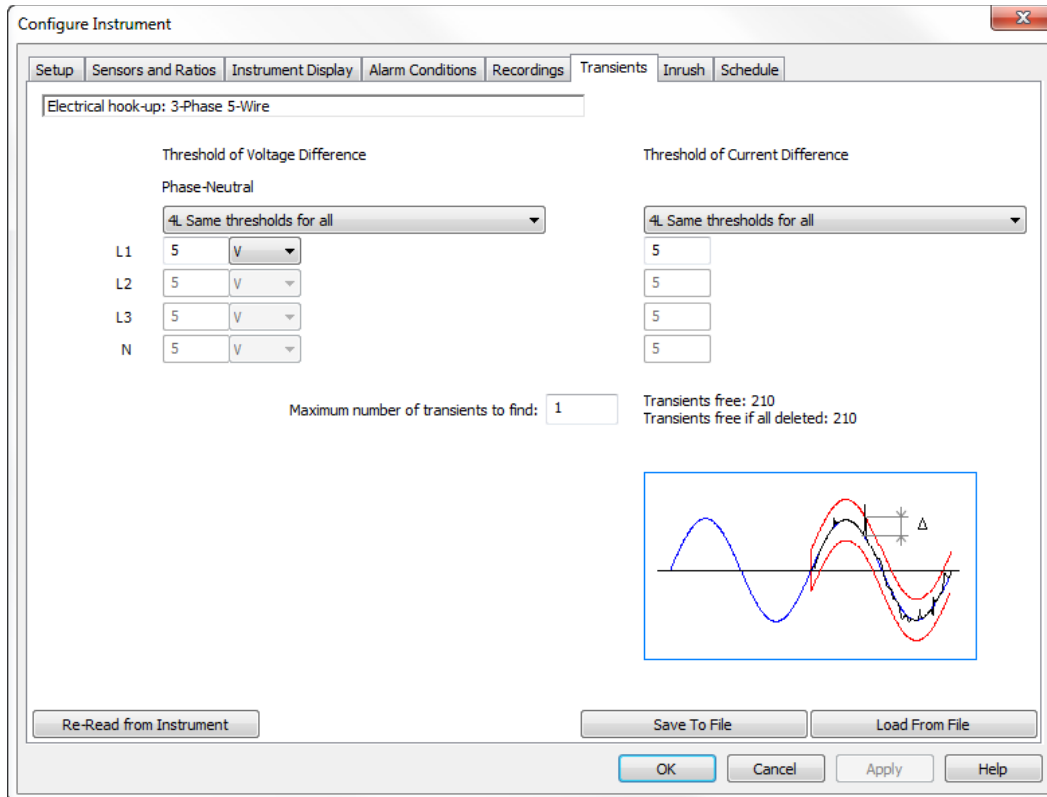 Configure Instrument
x
Setup Sensors and Ratios Instrument Display Alarm Conditions Recordings Transients Inrush Schedule
Electrical hook-up: 3-Phase 5-Wire
Threshold of Voltage Difference Threshold of Current Difference
Phase-Neutral
4L Same thresholds for all 4L Same thresholds for all
L1 5 V 5
L2 5 V 5
L3 5 V 5
N 5 V 5
Maximum number of transients to find: 1 Transients free: 210
Transients free if all deleted: 210
Δ
Re-Read from Instrument Save To File Load From File
OK Cancel Apply Help